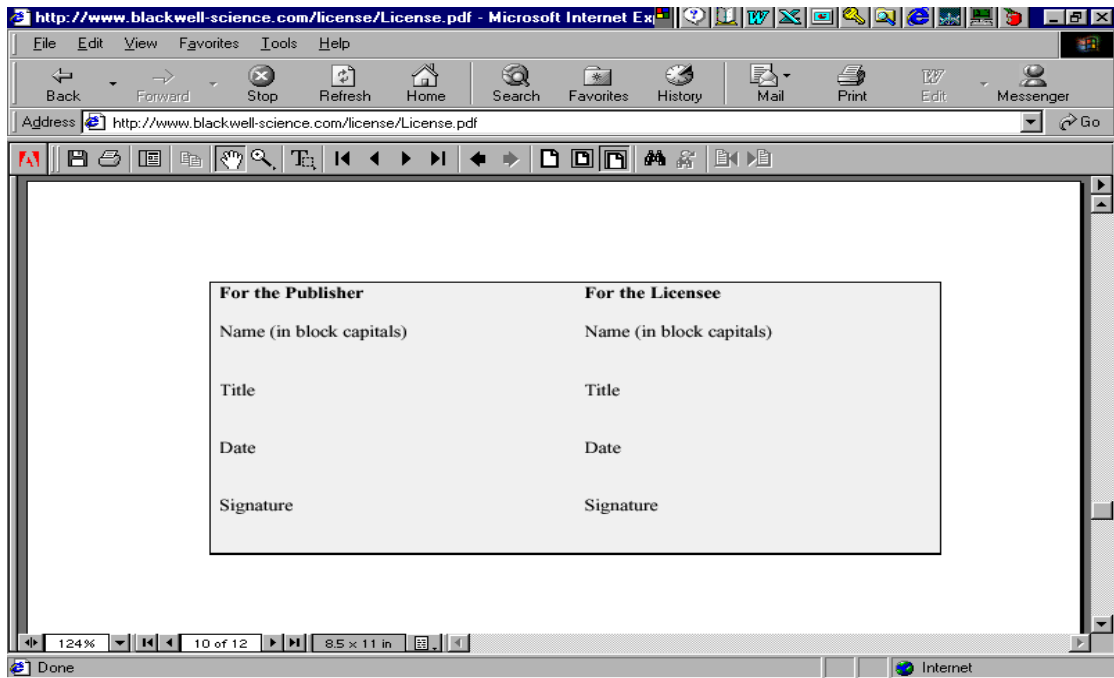 http://www.blackwell-science.com/license/License.pdf - Microsoft Internet Ex
File Edit View Favorites Tools Help
Back Forward Stop Refresh Home Search Favorites History Mail Print Edit Messenger
Address http://www.blackwell-science.com/license/License.pdf Go
For the Publisher For the Licensee
Name (in block capitals) Name (in block capitals)
Title Title
Date Date
Signature Signature
124% 10 of 12 8.5 x 11 in
Done Internet